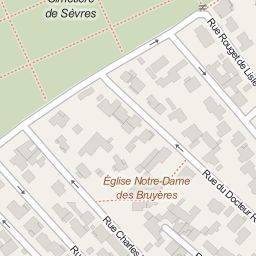 Cimetière
de Sèvres
Rue Rouget de Lisle
Église Notre-Dame
des Bruyères
Rue du Docteur
Rue Charles